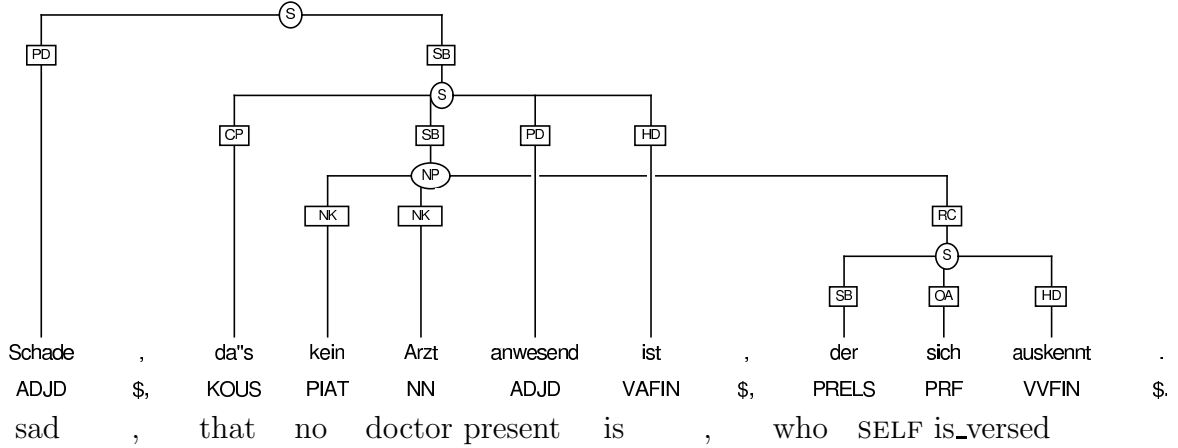 S
PD SB
S
CP SB PD HD
NP
NK NK RC
S
SB OA HD
Schade , da"s kein Arzt anwesend ist , der sich auskennt .
ADJD $, KOUS PIAT NN ADJD VAFIN $, PRELS PRF VVFIN $.
sad , that no doctor present is , who SELF is_versed